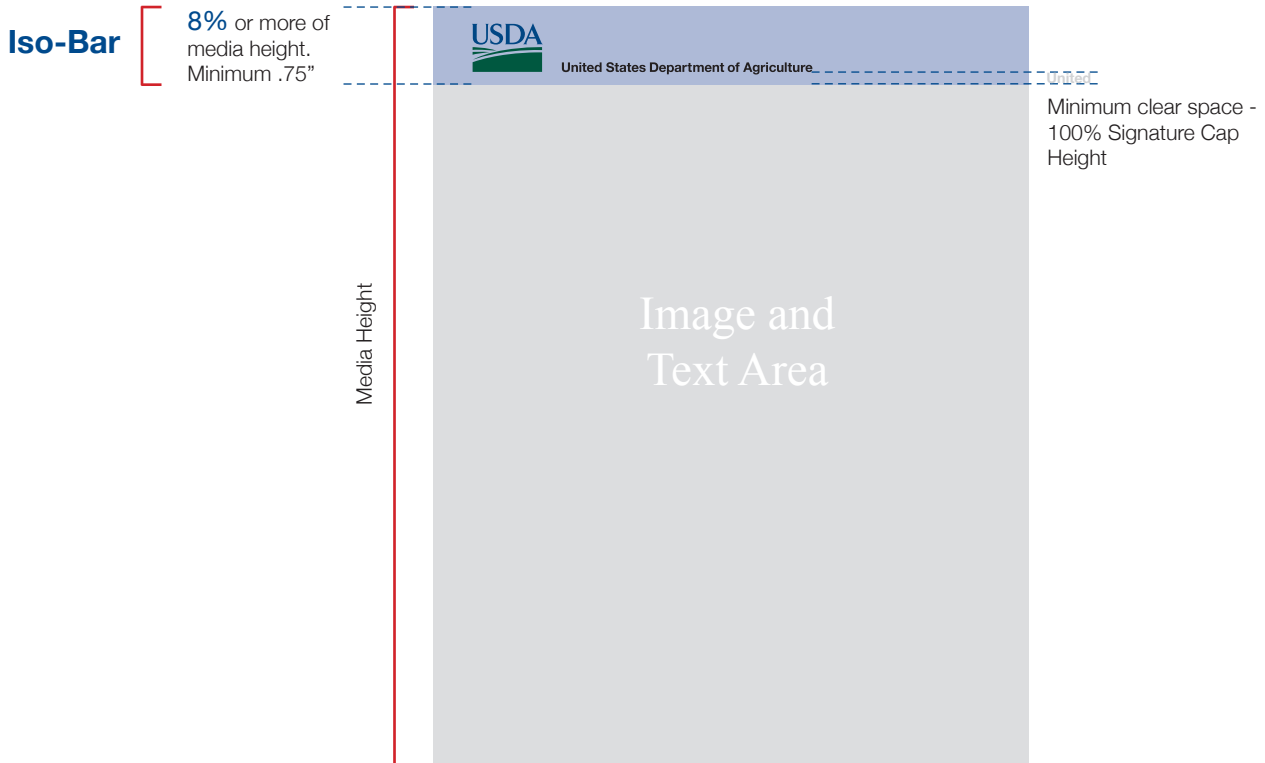 Iso-Bar
8% or more of
media height.
Minimum .75”
USDA
United States Department of Agriculture
United
Minimum clear space -
100% Signature Cap
Height
Media Height
Image and
Text Area